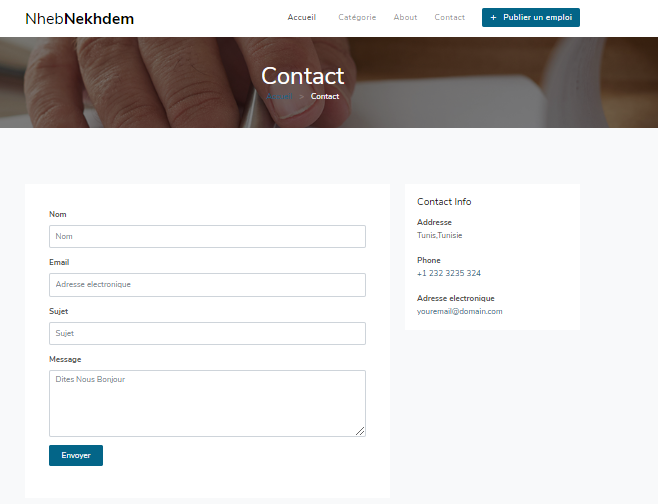 NhebNekhdem
Accueil Catégorie About Contact + Publier un emploi
Contact
Accueil > Contact
Nom
Nom
Email
Adresse electronique
Sujet
Sujet
Message
Dites Nous Bonjour
Envoyer
Contact Info
Addresse
Tunis,Tunisie
Phone
+1 232 3235 324
Adresse electronique
youremail@domain.com